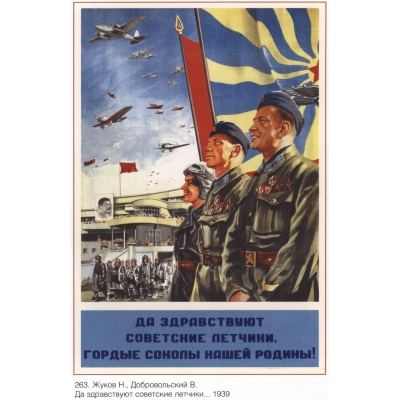 ДА ЗДРАВСТВУЮТ
СОВЕТСКИЕ ЛЕТЧИКИ,
ГОРДЫЕ СОКОЛЫ НАШЕЙ РОДИНЫ!
263. Жуков Н., Добровольский В.
Да здравствуют советские летчики... 1939